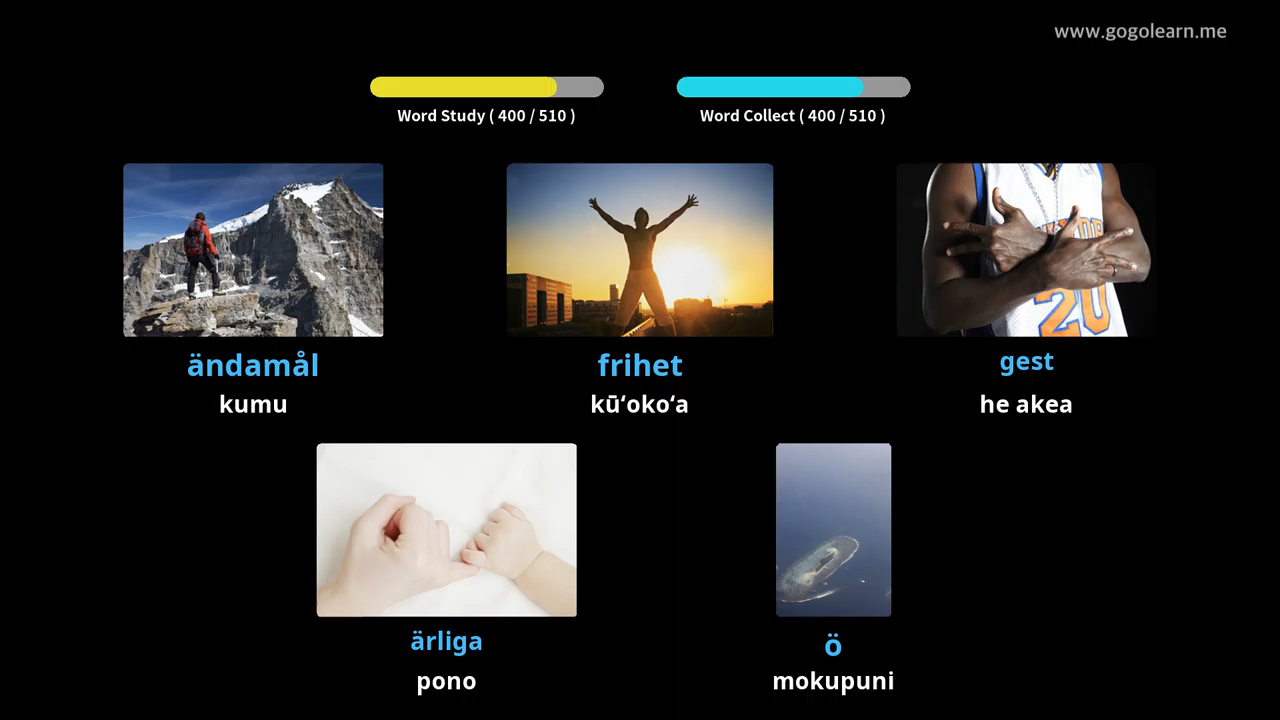 www.gogolearn.me
Word Study ( 400 / 510 )
Word Collect ( 400 / 510 )
ändamål
kumu
frihet
kūʻokoʻa
gest
he akea
20
ärliga
pono
ö
mokupuni